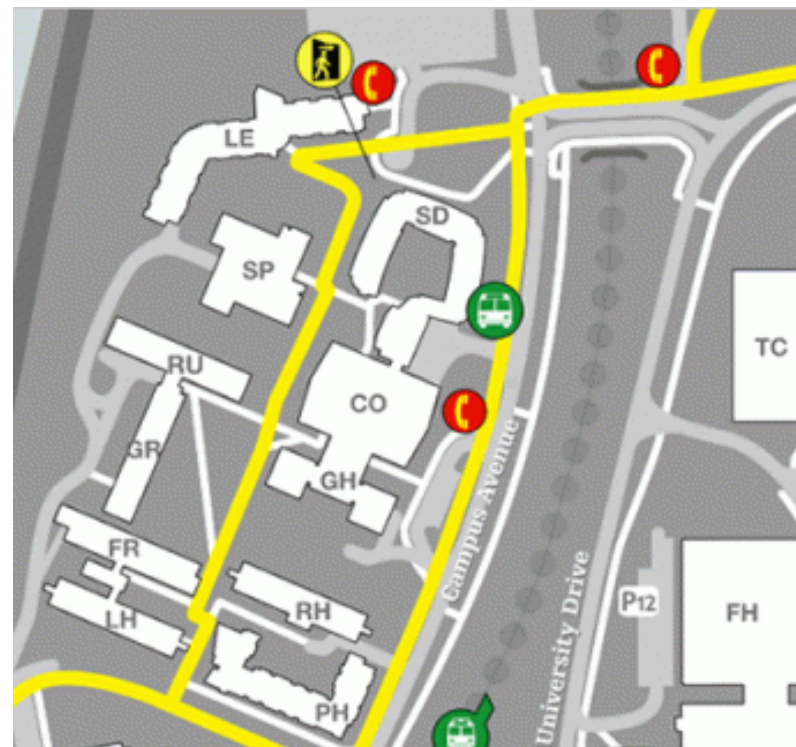 LE
SD
SP
TC
RU
CO
GR
GH
Campus Avenue
FR
University Drive
P12
RH
LH
FH
PH